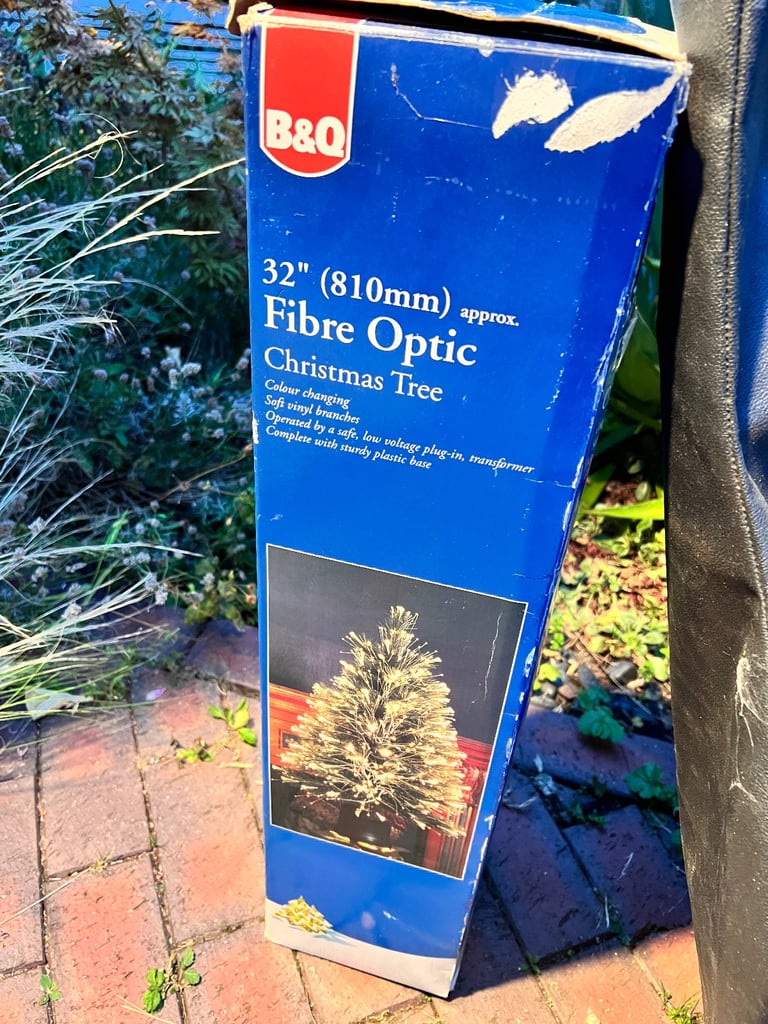 B&Q
32" (810mm) approx.
Fibre Optic
Christmas Tree
Colour changing
Soft vinyl branches
Operated by a safe, low voltage plug-in, transformer
Complete with sturdy plastic base